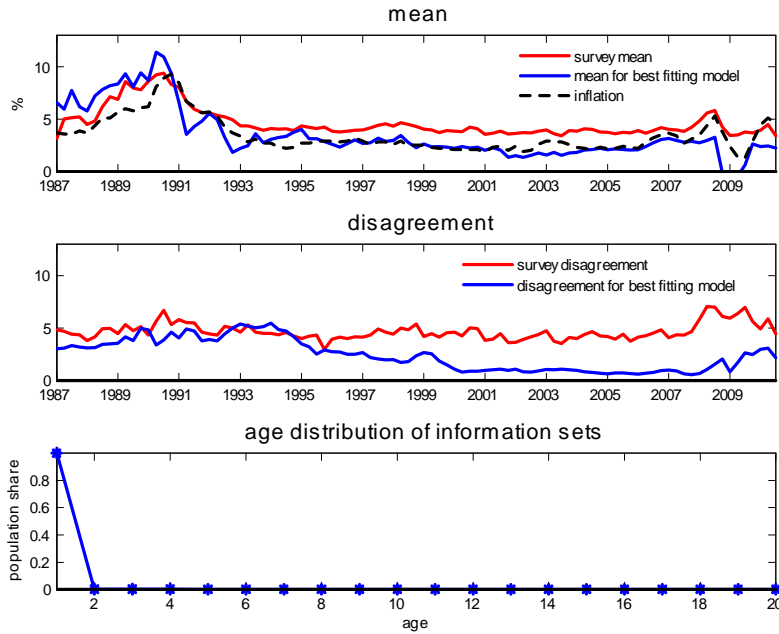 mean
survey mean
mean for best fitting model
inflation
%
10
5
0
1987 1989 1991 1993 1995 1997 1999 2001 2003 2005 2007 2009
disagreement
survey disagreement
disagreement for best fitting model
10
5
0
1987 1989 1991 1993 1995 1997 1999 2001 2003 2005 2007 2009
age distribution of information sets
population share
0.8
0.6
0.4
0.2
0
2 4 6 8 10 12 14 16 18 20
age